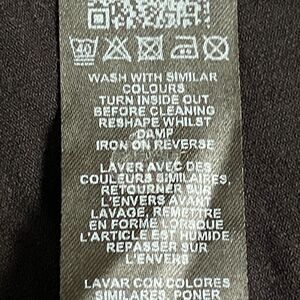 40
WASH WITH SIMILAR
COLOURS
TURN INSIDE OUT
BEFORE CLEANING
RESHAPE WHILST
DAMP
IRON ON REVERSE
LAVER AVEC DES
COULEURS SIMILAIRES,
RETOURNER SUR
L'ENVERS AVANT
LAVAGE, REMETTRE
EN FORME LORSQUE
L'ARTICLE EST HUMIDE,
REPASSER SUR
L'ENVERS
LAVAR CON COLORES
SIMILARES, PONER